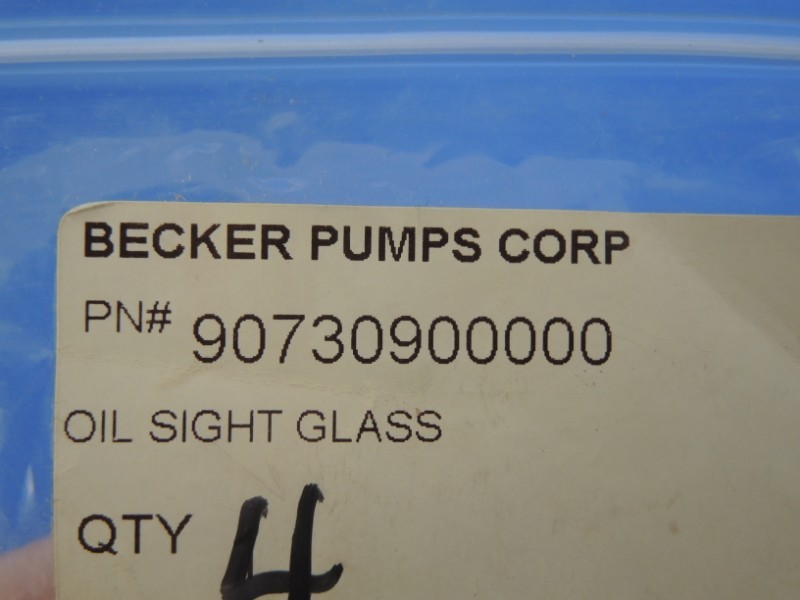 BECKER PUMPS CORP
PN# 90730900000
OIL SIGHT GLASS
QTY 4